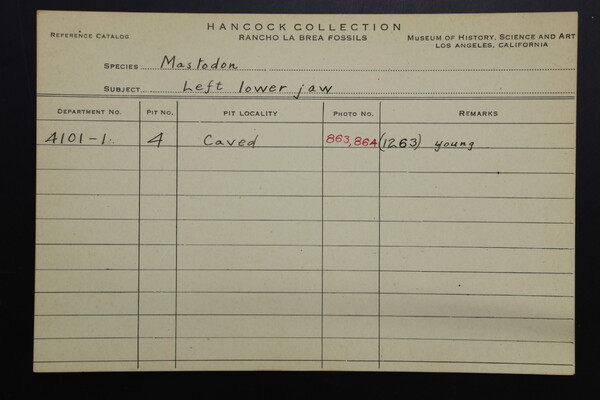 HANCOCK COLLECTION
REFERENCE CATALOG RANCHO LA BREA FOSSILS MUSEUM OF HISTORY, SCIENCE AND ART
LOS ANGELES, CALIFORNIA
SPECIES Mastodon
SUBJECT Left lower jaw
DEPARTMENT NO. PIT NO. PIT LOCALITY PHOTO NO. REMARKS
4101-1 4 Caved 863,864 (1263) young